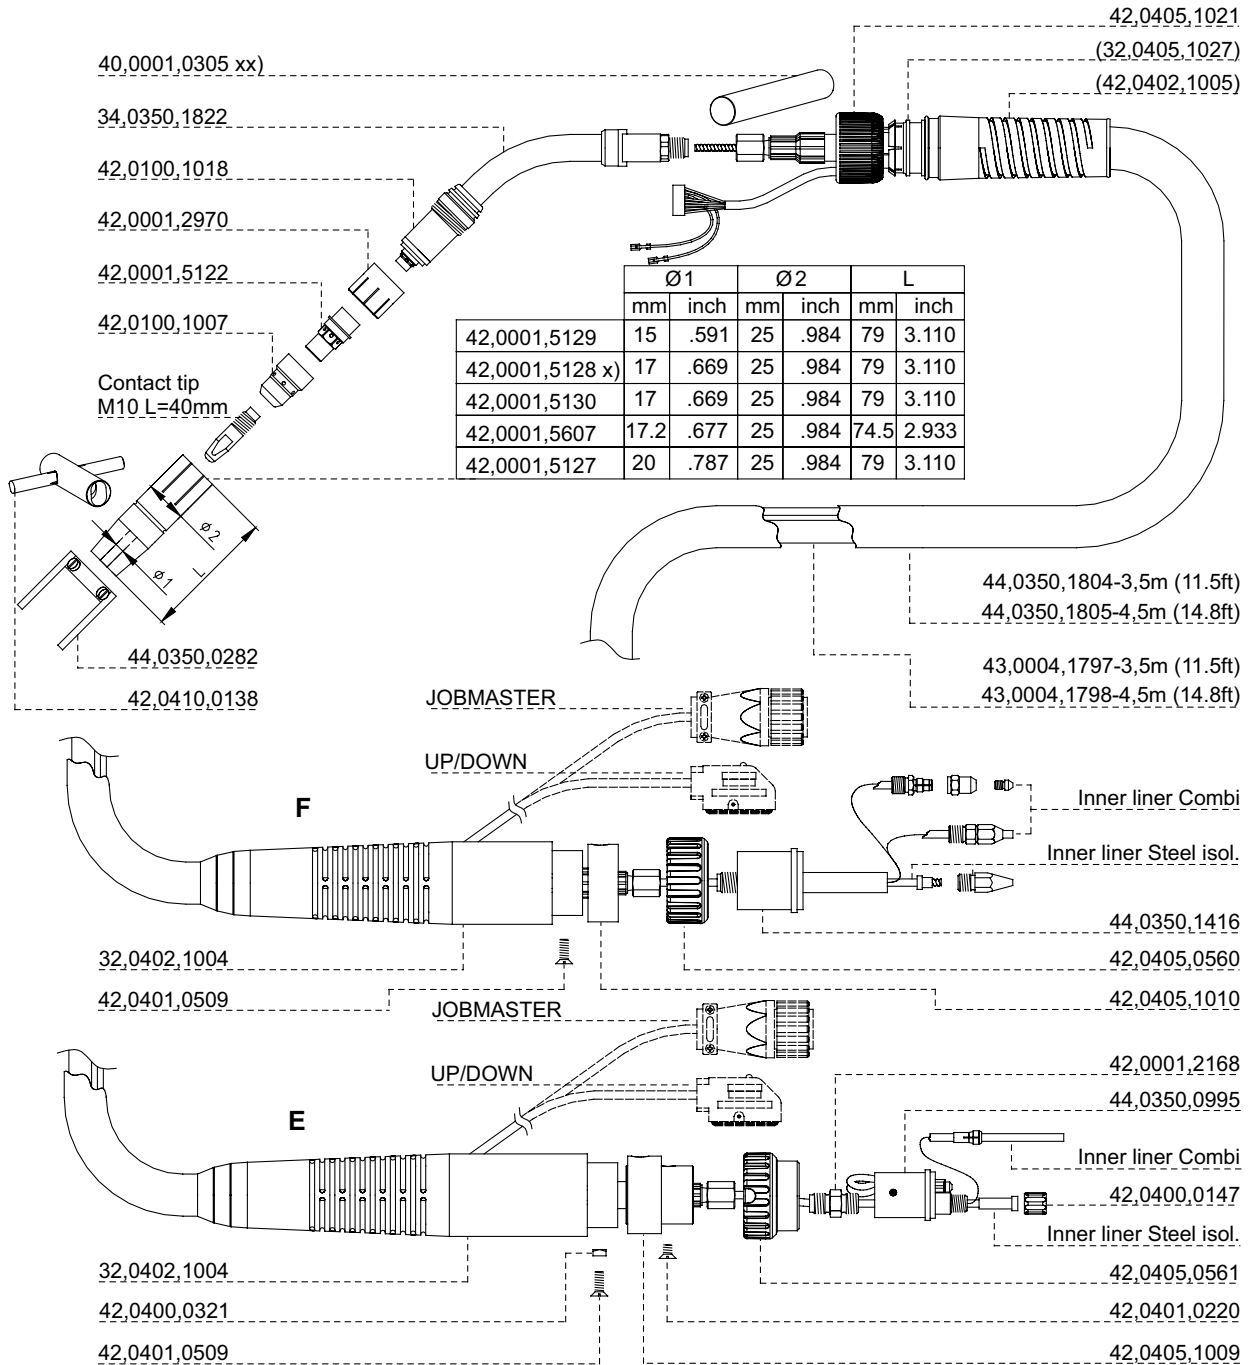 42,0405,1021
(32,0405,1027)
(42,0402,1005)
40,0001,0305 xx)
34,0350,1822
42,0100,1018
42,0001,2970
42,0001,5122
42,0100,1007
Contact tip
M10 L=40mm
Ø1 Ø2 L
mm inch mm inch mm inch
42,0001,5129 15 .591 25 .984 79 3.110
42,0001,5128 x) 17 .669 25 .984 79 3.110
42,0001,5130 17 .669 25 .984 79 3.110
42,0001,5607 17.2 .677 25 .984 74.5 2.933
42,0001,5127 20 .787 25 .984 79 3.110
Ø2
L
Ø1
44,0350,0282
42,0410,0138
44,0350,1804-3,5m (11.5ft)
44,0350,1805-4,5m (14.8ft)
43,0004,1797-3,5m (11.5ft)
43,0004,1798-4,5m (14.8ft)
JOBMASTER
UP/DOWN
F
Inner liner Combi
Inner liner Steel isol.
44,0350,1416
32,0402,1004
42,0405,0560
42,0401,0509
42,0405,1010
JOBMASTER
UP/DOWN
E
42,0001,2168
44,0350,0995
Inner liner Combi
42,0400,0147
Inner liner Steel isol.
32,0402,1004
42,0405,0561
42,0400,0321
42,0401,0220
42,0401,0509
42,0405,1009